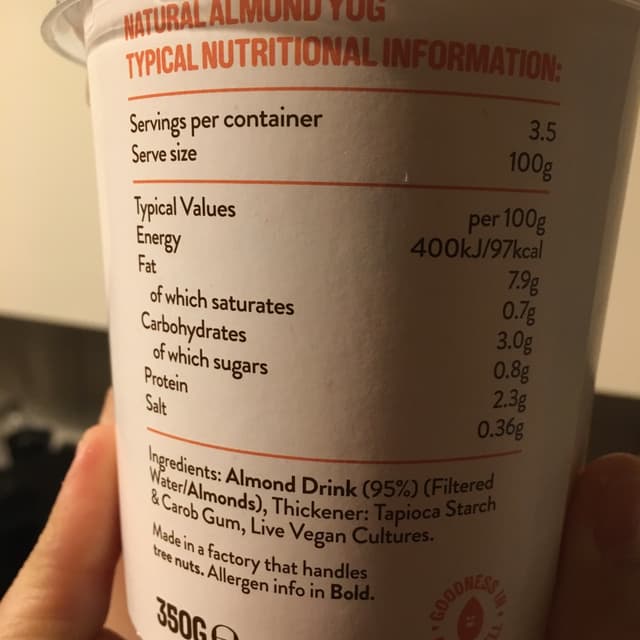 NATURAL ALMOND YOG
TYPICAL NUTRITIONAL INFORMATION:
Servings per container 3.5
Serve size 100g
Typical Values per 100g
Energy 400kJ/97kcal
Fat 7.9g
of which saturates 0.7g
Carbohydrates 3.0g
of which sugars 0.8g
Protein 2.3g
Salt 0.36g
Ingredients: Almond Drink (95%) (Filtered
Water/Almonds), Thickener: Tapioca Starch
& Carob Gum, Live Vegan Cultures.
Made in a factory that handles
tree nuts. Allergen info in Bold.
350G e
GOODNESS IN